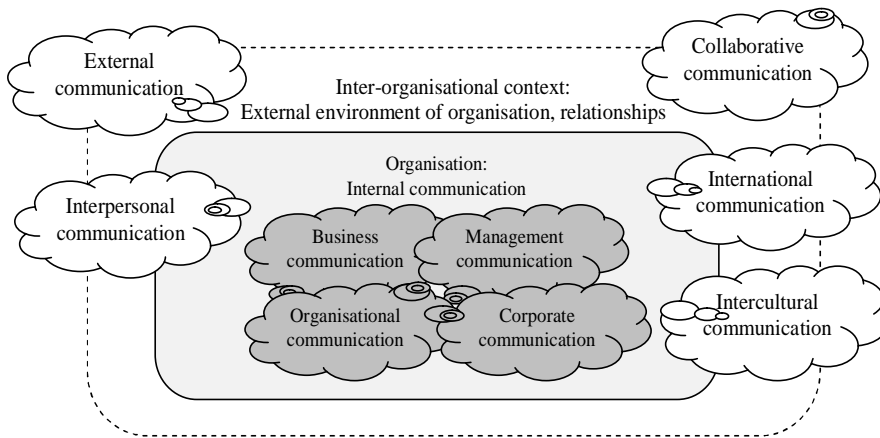 External
communication
Collaborative
communication
Inter-organisational context:
External environment of organisation, relationships
Organisation:
Internal communication
Interpersonal
communication
International
communication
Business
communication
Management
communication
Organisational
communication
Corporate
communication
Intercultural
communication